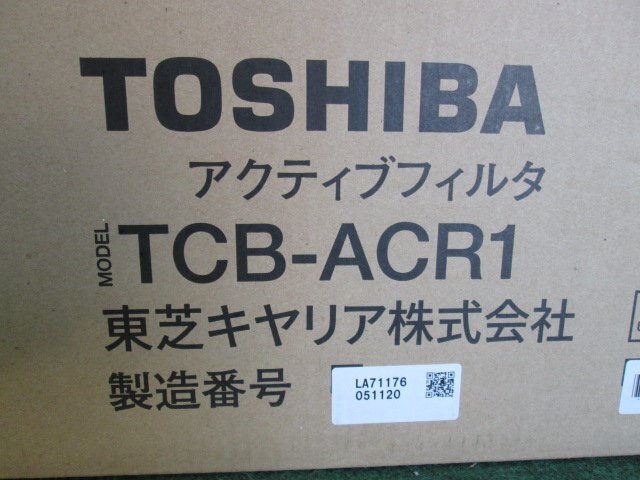 TOSHIBA
アクティブフィルタ
MODEL TCB-ACR1
東芝キヤリア株式会社
製造番号
LA71176
051120